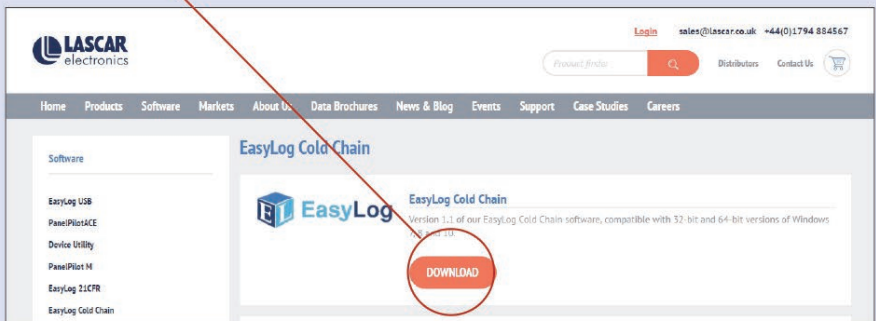 Login sales@lascar.co.uk +44(0)1794 884567
LASCAR
electronics
Product finder
Distributors Contact Us
Home Products Software Markets About Us Data Brochures News & Blog Events Support Case Studies Careers
Software
EasyLog USB
PanelPilotACE
Device Utility
PanelPilot M
EasyLog 21CFR
EasyLog Cold Chain
EasyLog Cold Chain
EL EasyLog
EasyLog Cold Chain
Version 1.1 of our EasyLog Cold Chain software, compatible with 32-bit and 64-bit versions of Windows
7, 8 and 10.
DOWNLOAD